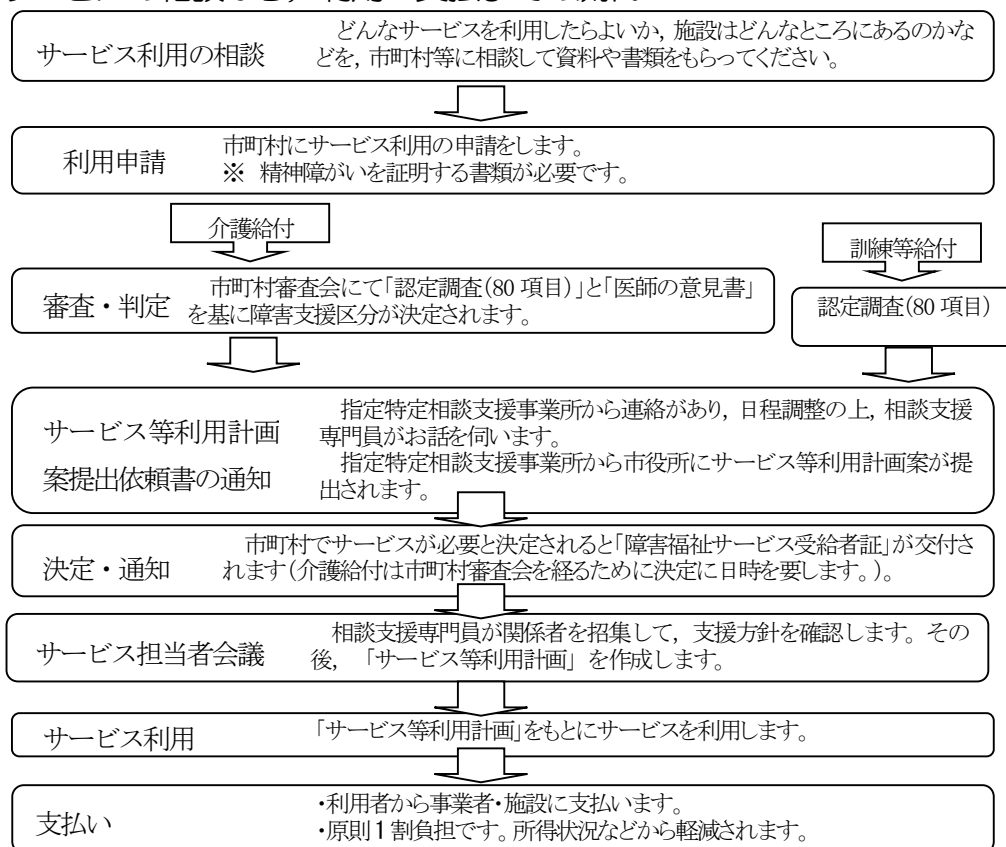 サービス利用の相談
どんなサービスを利用したらよいか, 施設はどんなところにあるのかな
どを, 市町村等に相談して資料や書類をもらってください。
利用申請
市町村にサービス利用の申請をします。
※ 精神障がいを証明する書類が必要です。
介護給付
訓練等給付
審査・判定
市町村審査会にて「認定調査(80 項目)」と「医師の意見書」
を基に障害支援区分が決定されます。
認定調査(80 項目)
サービス等利用計画
案提出依頼書の通知
指定特定相談支援事業所から連絡があり, 日程調整の上, 相談支援
専門員がお話を伺います。
指定特定相談支援事業所から市役所にサービス等利用計画案が提
出されます。
決定・通知
市町村でサービスが必要と決定されると「障害福祉サービス受給者証」が交付さ
れます(介護給付は市町村審査会を経るために決定に日時を要します。)。
サービス担当者会議
相談支援専門員が関係者を招集して, 支援方針を確認します。その
後, 「サービス等利用計画」を作成します。
サービス利用
「サービス等利用計画」をもとにサービスを利用します。
支払い
・利用者から事業者・施設に支払います。
・原則1割負担です。所得状況などから軽減されます。